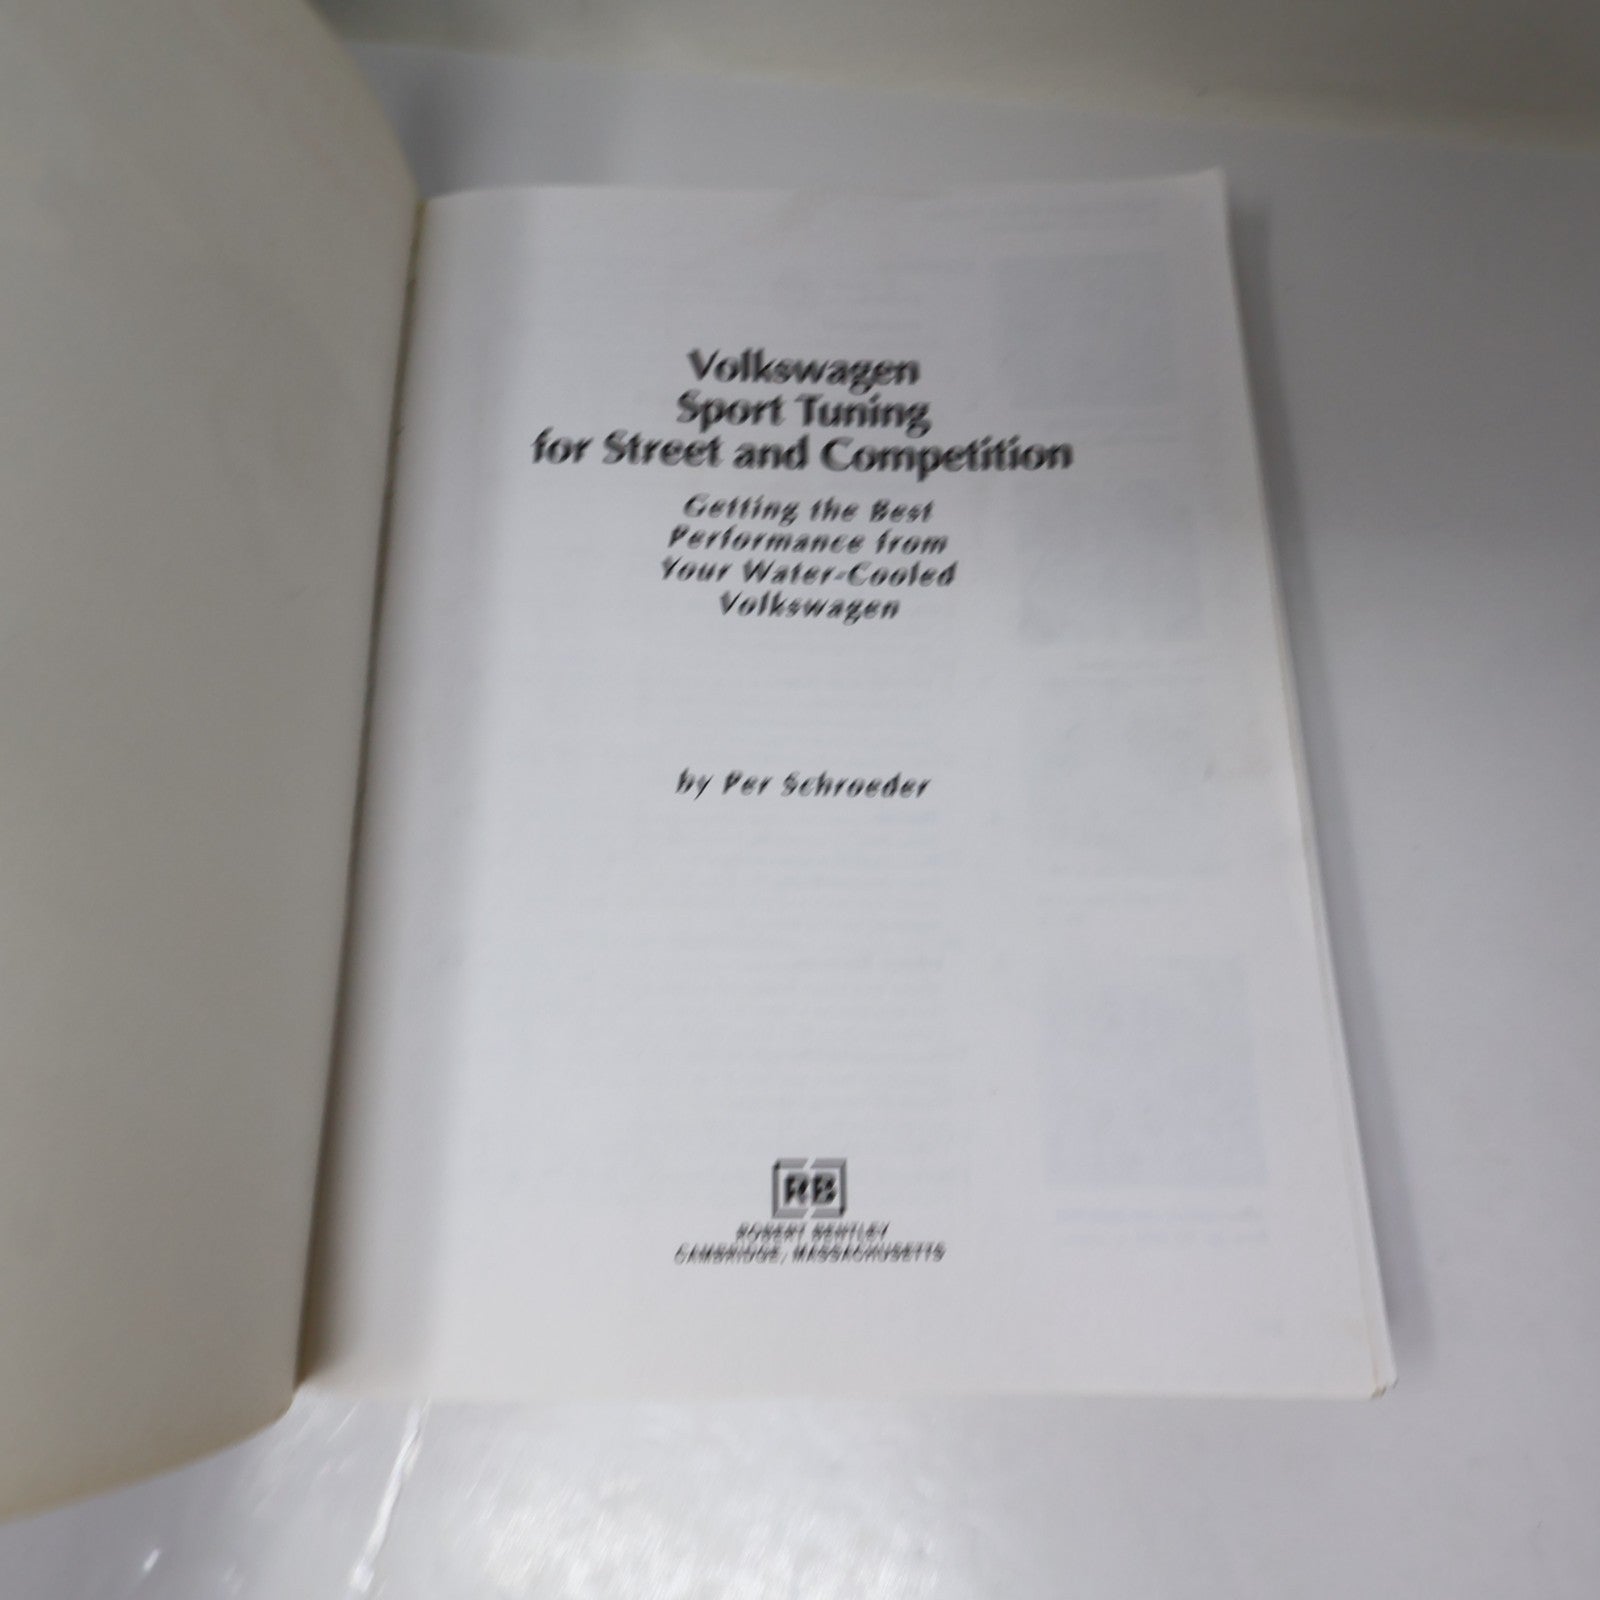 Volkswagen
Sport Tuning
for Street and Competition
Getting the Best
Performance from
Your Water-Cooled
Volkswagen
by Per Schroeder
RB
ROBERT BENTLEY
CAMBRIDGE, MASSACHUSETTS